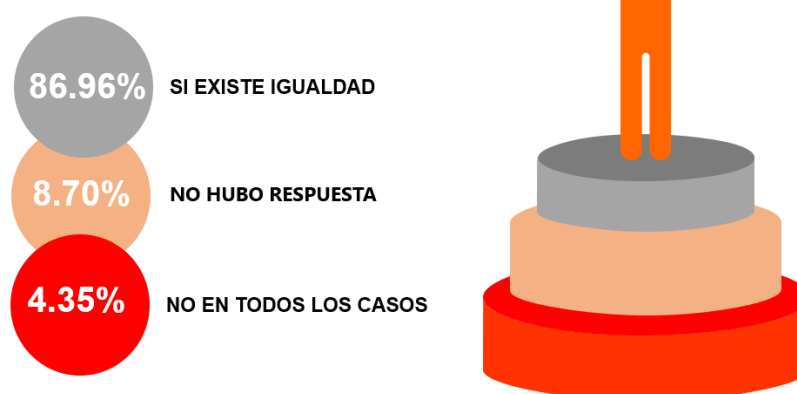 86.96% SI EXISTE IGUALDAD
8.70% NO HUBO RESPUESTA
4.35% NO EN TODOS LOS CASOS